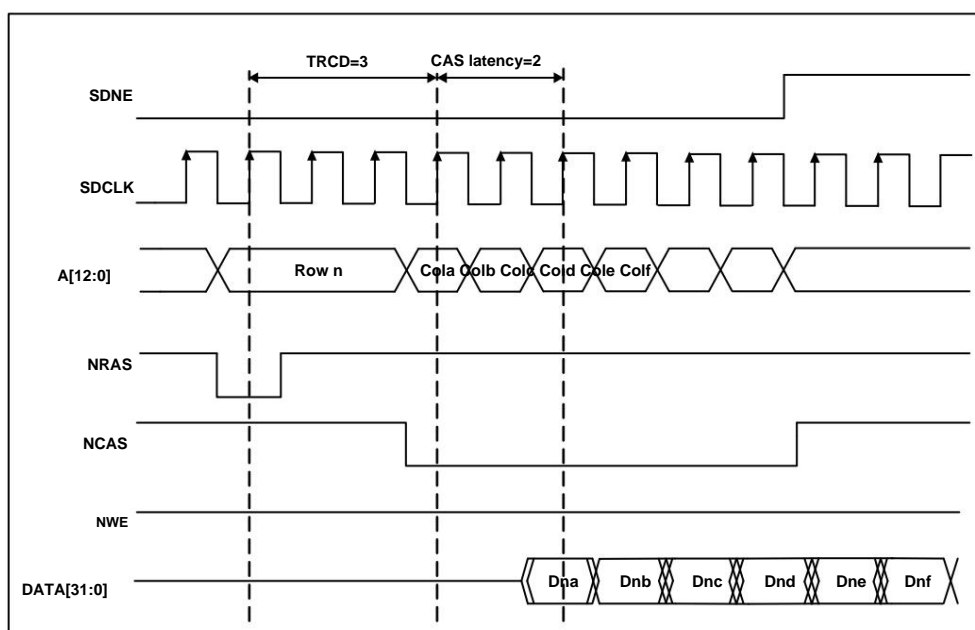 TRCD=3 CAS latency=2
SDNE
SDCLK
A[12:0] Row n Cola Colb Colc Cold Cole Colf
NRAS
NCAS
NWE
DATA[31:0] Dna Dnb Dnc Dnd Dne Dnf